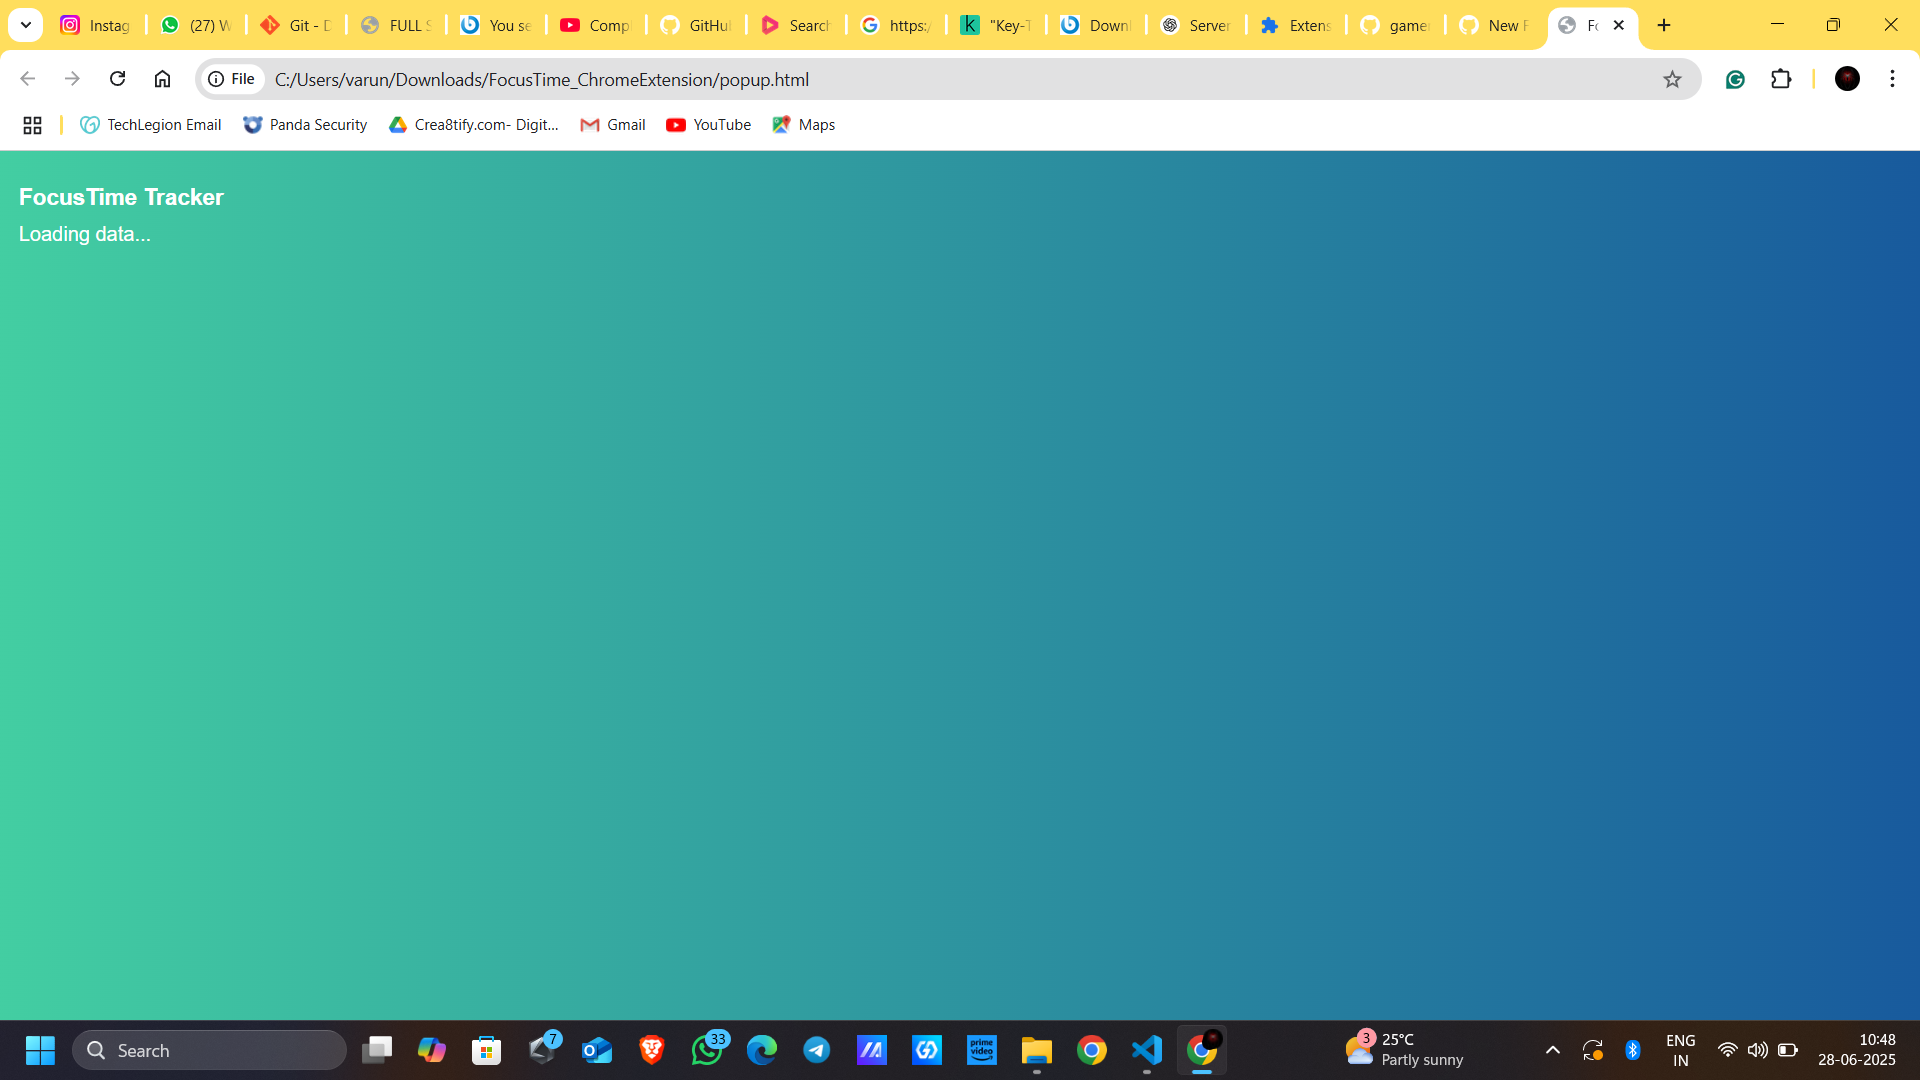 Instag
(27) W
Git - D
FULL S
You se
Comp
GitHu
Search
https:/
"Key-T
Down
Server
Extens
game
New F
Fo
File
C:/Users/varun/Downloads/FocusTime_ChromeExtension/popup.html
TechLegion Email
Panda Security
Crea8tify.com- Digit...
Gmail
YouTube
Maps
FocusTime Tracker
Loading data...
Search
7
33
prime video
3
25°C
Partly sunny
ENG
IN
10:48
28-06-2025